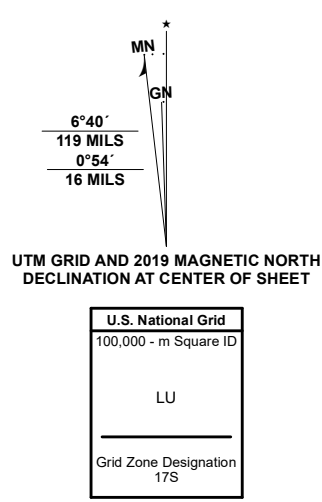 ★
MN
GN
6°40´
119 MILS
0°54´
16 MILS
UTM GRID AND 2019 MAGNETIC NORTH
DECLINATION AT CENTER OF SHEET
U.S. National Grid
100,000 - m Square ID
LU
Grid Zone Designation
17S